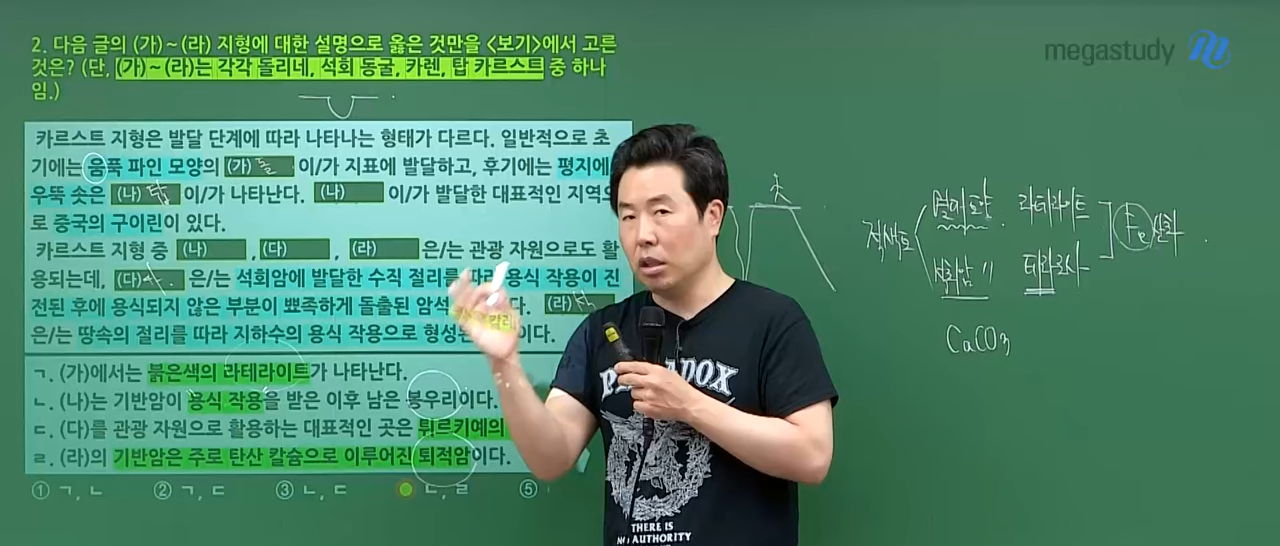 2. 다음 글의 (가)~(라) 지형에 대한 설명으로 옳은 것만을 <보기>에서 고른
것은? (단, (가)~(라)는 각각 돌리네, 석회 동굴, 카렌, 탑 카르스트 중 하나
임.)
megastudy
카르스트 지형은 발달 단계에 따라 나타나는 형태가 다르다. 일반적으로 초
기에는 움푹 파인 모양의 (가) 돌 이/가 지표에 발달하고, 후기에는 평지에
우뚝 솟은 (나) 탑 이/가 나타난다. (나) 이/가 발달한 대표적인 지역으
로 중국의 구이린이 있다.
카르스트 지형 중 (나) , (다) , (라) 은/는 관광 자원으로도 활
용되는데, (다) 카. 은/는 석회암에 발달한 수직 절리를 따라 용식 작용이 진
전된 후에 용식되지 않은 부분이 뾰족하게 돌출된 암석 다. (라) 석
은/는 땅속의 절리를 따라 지하수의 용식 작용으로 형성된 이다.
ㄱ. (가)에서는 붉은색의 라테라이트가 나타난다.
ㄴ. (나)는 기반암이 용식 작용을 받은 이후 남은 봉우리이다.
ㄷ. (다)를 관광 자원으로 활용하는 대표적인 곳은 튀르키예의
ㄹ. (라)의 기반암은 주로 탄산 칼슘으로 이루어진 퇴적암이다.
① ㄱ, ㄴ ② ㄱ, ㄷ ③ ㄴ, ㄷ ㄴ, ㄹ ⑤
적색토 라테라이트
석회암 〃 테라로사
Fe 산화
CaCO3
PA ADOX
THERE IS
NO AUTHORITY